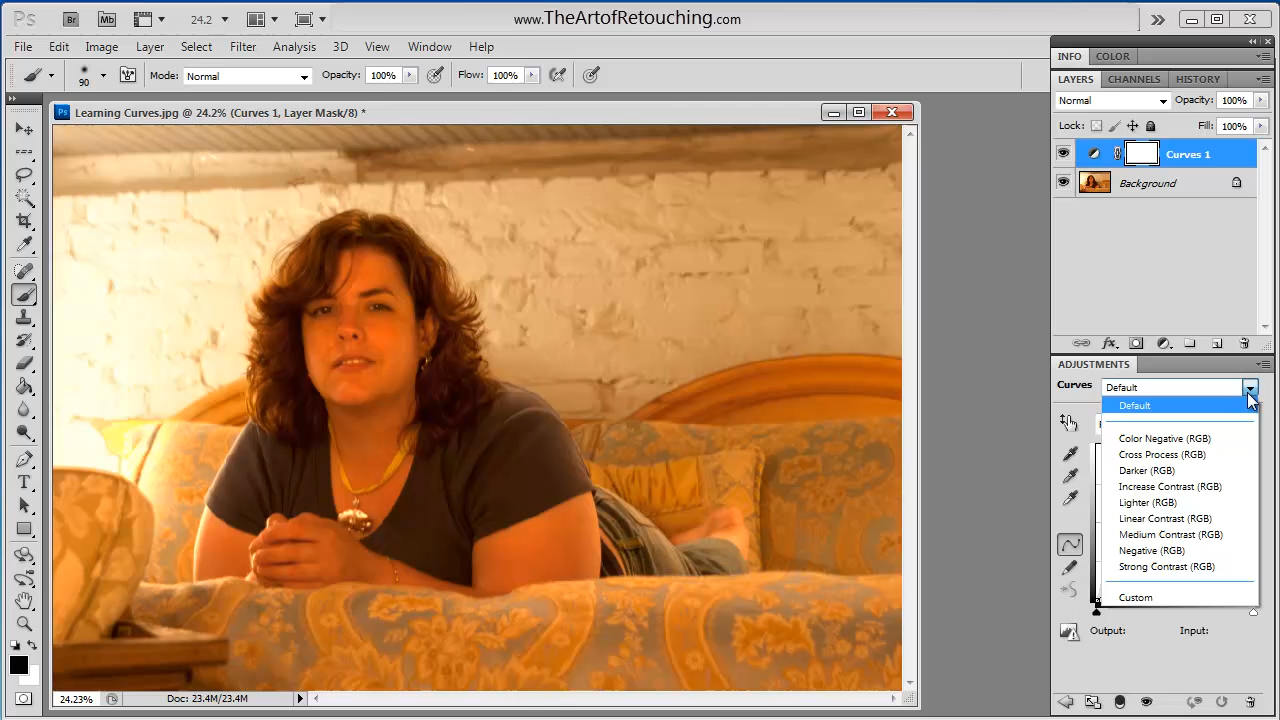 Ps Br Mb 24.2 www.TheArtofRetouching.com
File Edit Image Layer Select Filter Analysis 3D View Window Help
90 Mode: Normal Opacity: 100% Flow: 100%
Ps Learning Curves.jpg @ 24.2% (Curves 1, Layer Mask/8) *
INFO COLOR
LAYERS CHANNELS HISTORY
Normal Opacity: 100%
Lock: Fill: 100%
Curves 1
Background
ADJUSTMENTS
Curves Default
Default
Color Negative (RGB)
Cross Process (RGB)
Darker (RGB)
Increase Contrast (RGB)
Lighter (RGB)
Linear Contrast (RGB)
Medium Contrast (RGB)
Negative (RGB)
Strong Contrast (RGB)
Custom
Output: Input:
24.23% Doc: 23.4M/23.4M